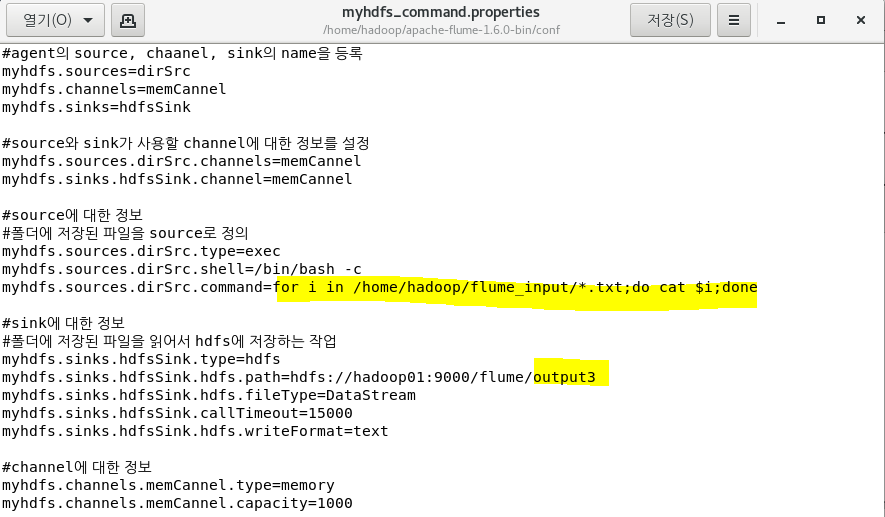 열기(O)
myhdfs_command.properties
/home/hadoop/apache-flume-1.6.0-bin/conf
저장(S)
#agent의 source, chaanel, sink의 name을 등록
myhdfs.sources=dirSrc
myhdfs.channels=memCannel
myhdfs.sinks=hdfsSink
#source와 sink가 사용할 channel에 대한 정보를 설정
myhdfs.sources.dirSrc.channels=memCannel
myhdfs.sinks.hdfsSink.channel=memCannel
#source에 대한 정보
#폴더에 저장된 파일을 source로 정의
myhdfs.sources.dirSrc.type=exec
myhdfs.sources.dirSrc.shell=/bin/bash -c
myhdfs.sources.dirSrc.command=for i in /home/hadoop/flume_input/*.txt;do cat $i;done
#sink에 대한 정보
#폴더에 저장된 파일을 읽어서 hdfs에 저장하는 작업
myhdfs.sinks.hdfsSink.type=hdfs
myhdfs.sinks.hdfsSink.hdfs.path=hdfs://hadoop01:9000/flume/output3
myhdfs.sinks.hdfsSink.hdfs.fileType=DataStream
myhdfs.sinks.hdfsSink.callTimeout=15000
myhdfs.sinks.hdfsSink.hdfs.writeFormat=text
#channel에 대한 정보
myhdfs.channels.memCannel.type=memory
myhdfs.channels.memCannel.capacity=1000